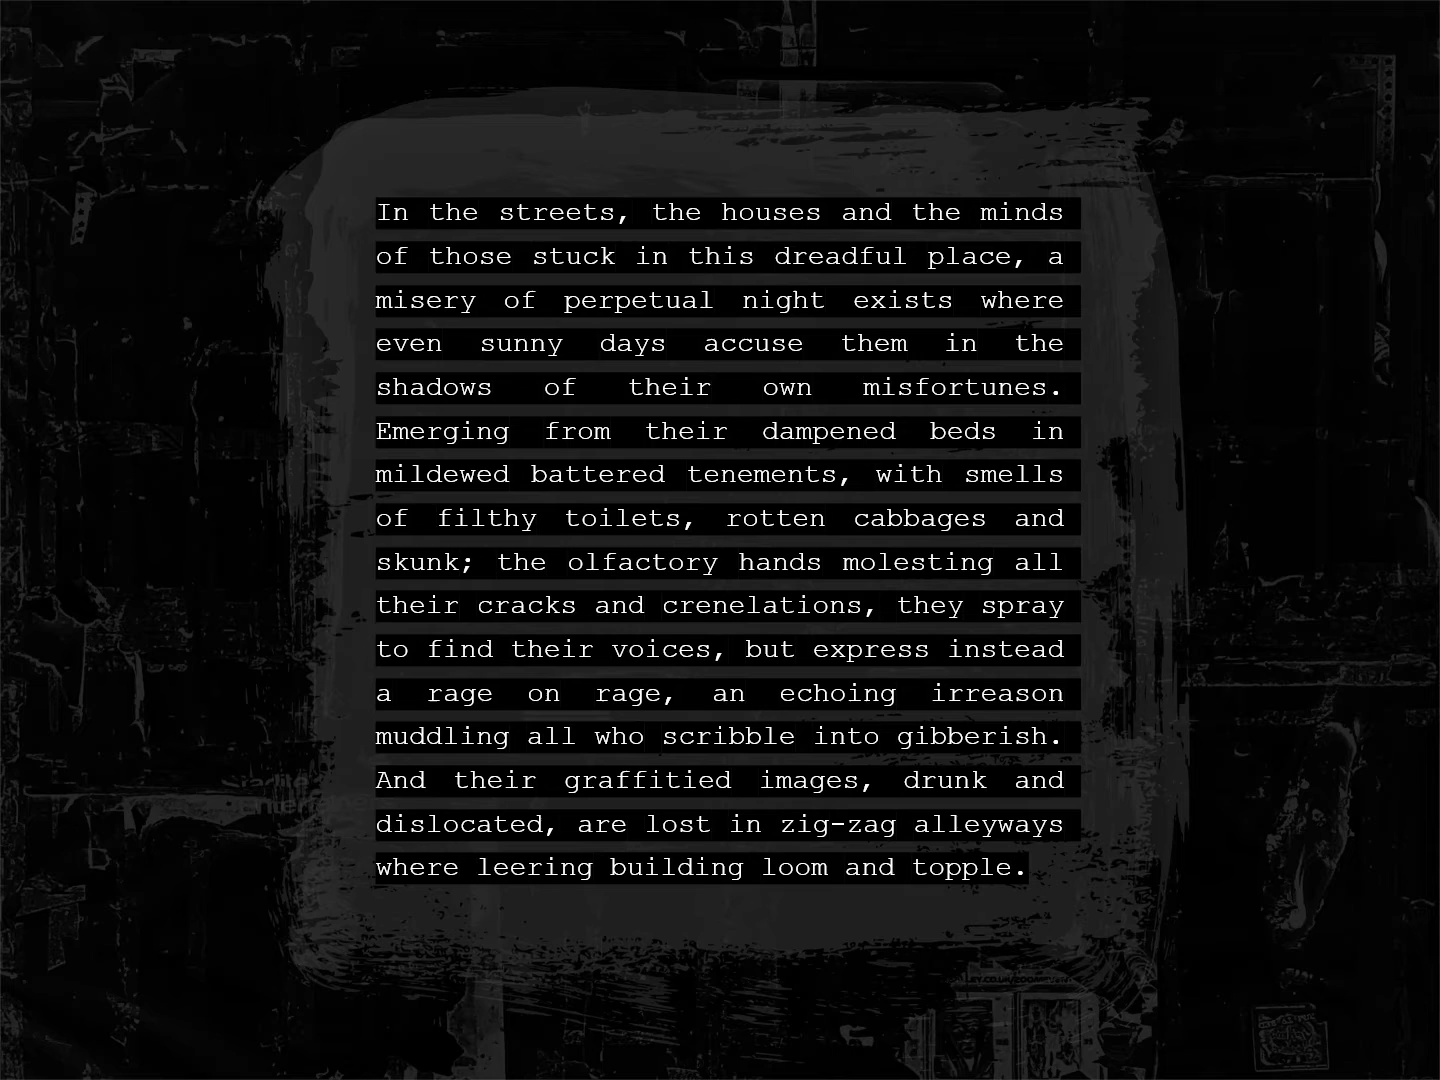 In the streets, the houses and the minds
of those stuck in this dreadful place, a
misery of perpetual night exists where
even sunny days accuse them in the
shadows of their own misfortunes.
Emerging from their dampened beds in
mildewed battered tenements, with smells
of filthy toilets, rotten cabbages and
skunk; the olfactory hands molesting all
their cracks and crenelations, they spray
to find their voices, but express instead
a rage on rage, an echoing irreason
muddling all who scribble into gibberish.
And their graffitied images, drunk and
dislocated, are lost in zig-zag alleyways
where leering building loom and topple.